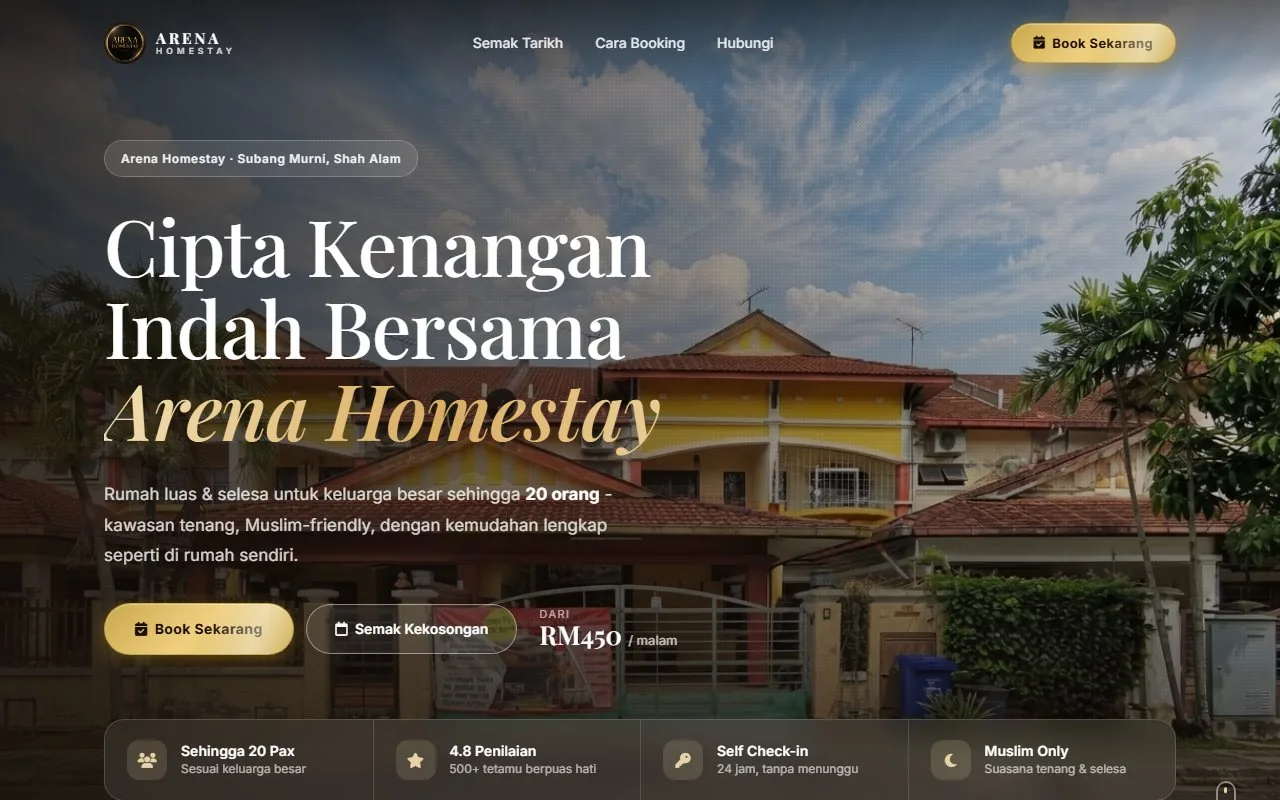 ARENA
HOMESTAY
Semak Tarikh
Cara Booking
Hubungi
Book Sekarang
Arena Homestay · Subang Murni, Shah Alam
Cipta Kenangan
Indah Bersama
Arena Homestay
Rumah luas & selesa untuk keluarga besar sehingga 20 orang -
kawasan tenang, Muslim-friendly, dengan kemudahan lengkap
seperti di rumah sendiri.
Book Sekarang
Semak Kekosongan
DARI
RM450 / malam
Sehingga 20 Pax
Sesuai keluarga besar
4.8 Penilaian
500+ tetamu berpuas hati
Self Check-in
24 jam, tanpa menunggu
Muslim Only
Suasana tenang & selesa